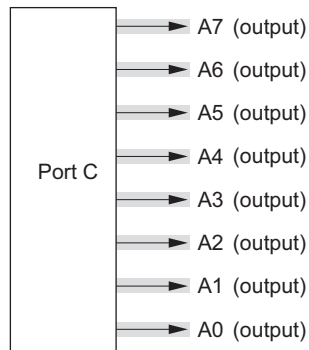 A7 (output)
A6 (output)
A5 (output)
A4 (output)
Port C
A3 (output)
A2 (output)
A1 (output)
A0 (output)